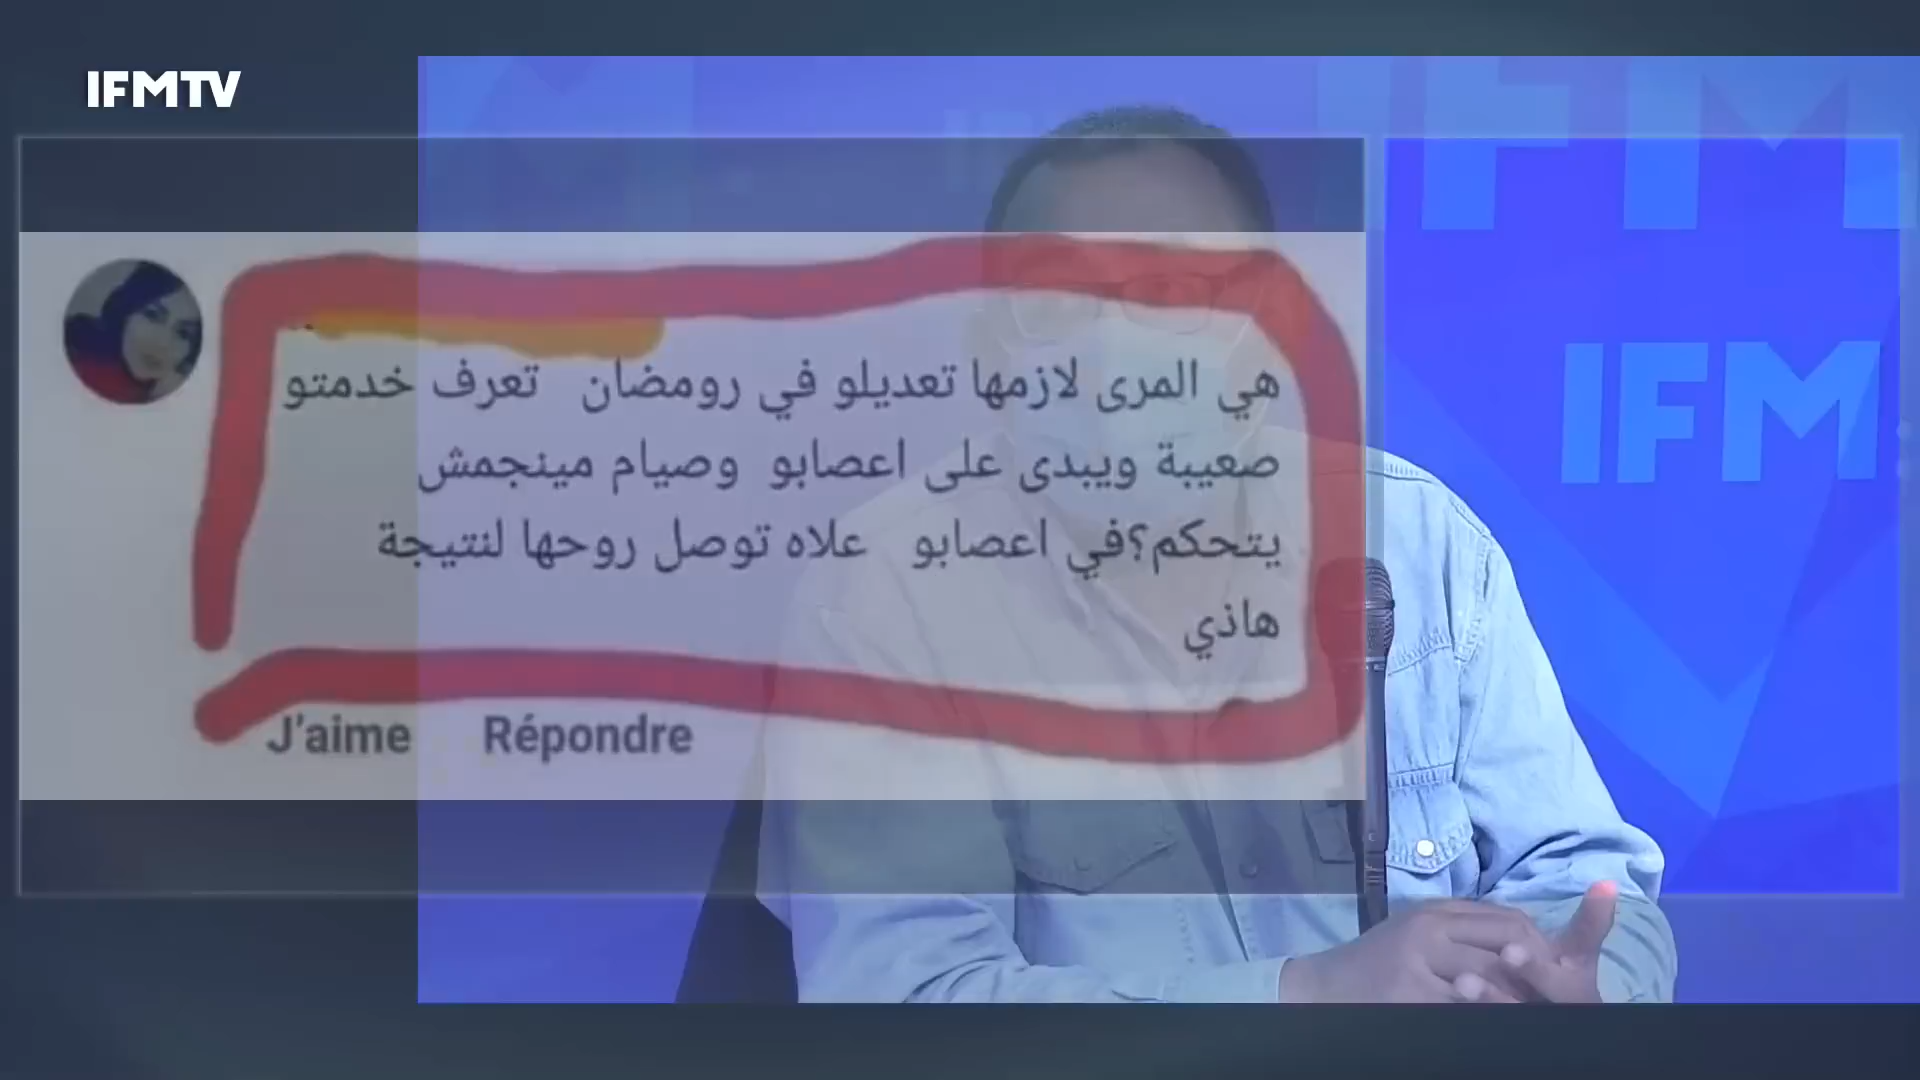 IFMTV
IFM
IFM
هي المرى لازمها تعديلو في رومضان تعرف خدمتو
صعيبة ويبدى على اعصابو وصيام مينجمش
يتحكم؟في اعصابو علاه توصل روحها لنتيجة
هاذي
J'aime Répondre